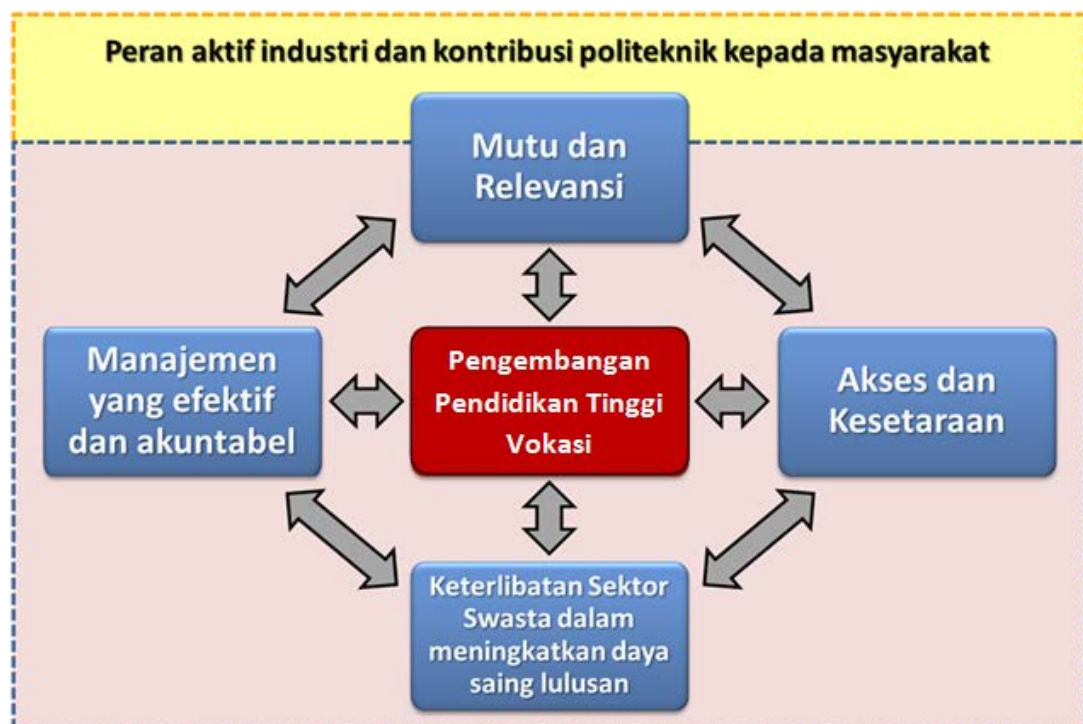 Peran aktif industri dan kontribusi politeknik kepada masyarakat
Mutu dan
Relevansi
Manajemen
yang efektif
dan akuntabel
Pengembangan
Pendidikan Tinggi
Vokasi
Akses dan
Kesetaraan
Keterlibatan Sektor
Swasta dalam
meningkatkan daya
saing lulusan